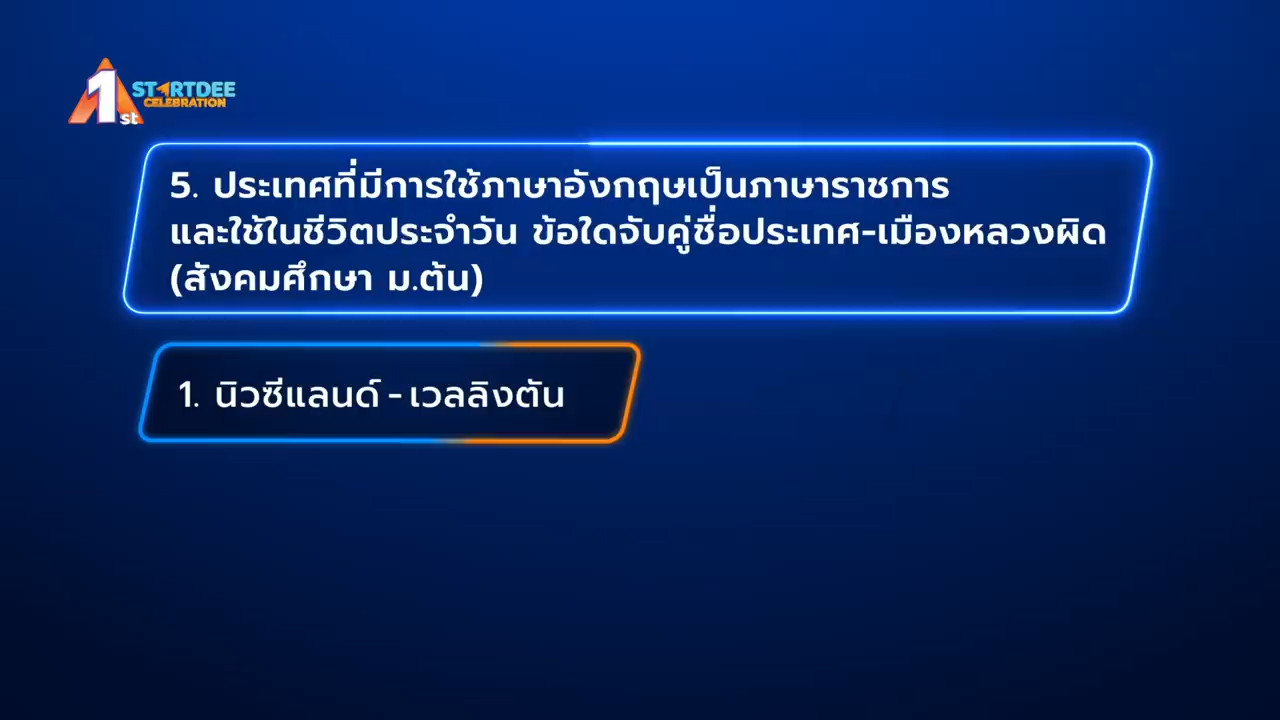 1st
STARTDEE
CELEBRATION
5. ประเทศที่มีการใช้ภาษาอังกฤษเป็นภาษาราชการ
และใช้ในชีวิตประจำวัน ข้อใดจับคู่ชื่อประเทศ-เมืองหลวงผิด
(สังคมศึกษา ม.ต้น)
1. นิวซีแลนด์ - เวลลิงตัน